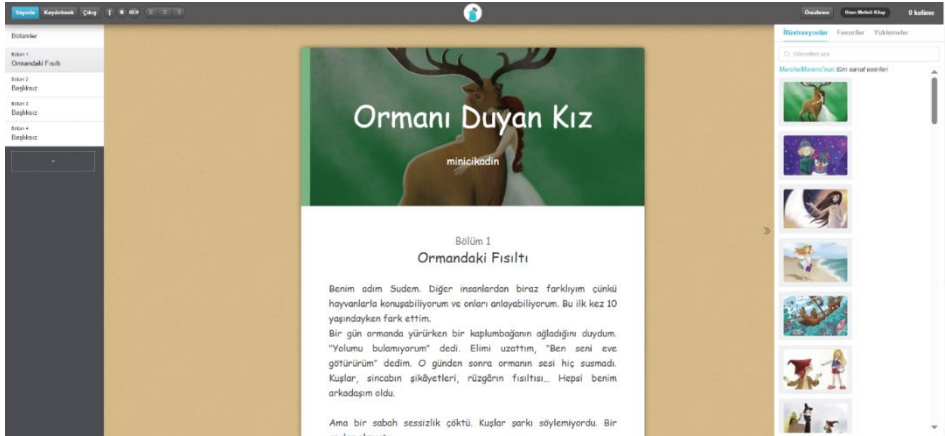 Yayınla Kaydetmek Çıkış T
Önizleme Uzun Metinli Kitap 0 kelime
Bölümler
Bölüm 1
Ormandaki Fısıltı
Bölüm 2
Başlıksız
Bölüm 3
Başlıksız
Bölüm 4
Başlıksız
+
Ormanı Duyan Kız
minicikadin
Bölüm 1
Ormandaki Fısıltı
Benim adım Sudem. Diğer insanlardan biraz farklıyım çünkü
hayvanlarla konuşabiliyorum ve onları anlayabiliyorum. Bu ilk kez 10
yaşındayken fark ettim.
Bir gün ormanda yürürken bir kaplumbağanın ağladığını duydum.
"Yolumu bulamıyorum" dedi. Elimi uzattım, "Ben seni eve
götürürüm" dedim. O günden sonra ormanın sesi hiç susmadı.
Kuşlar, sincabın şikâyetleri, rüzgârın fısıltısı... Hepsi benim
arkadaşım oldu.
Ama bir sabah sessizlik çöktü. Kuşlar şarkı söylemiyordu. Bir
İllüstrasyonlar Favoriler Yüklemeler
MarcheMoreno'nun tüm sanat eserleri